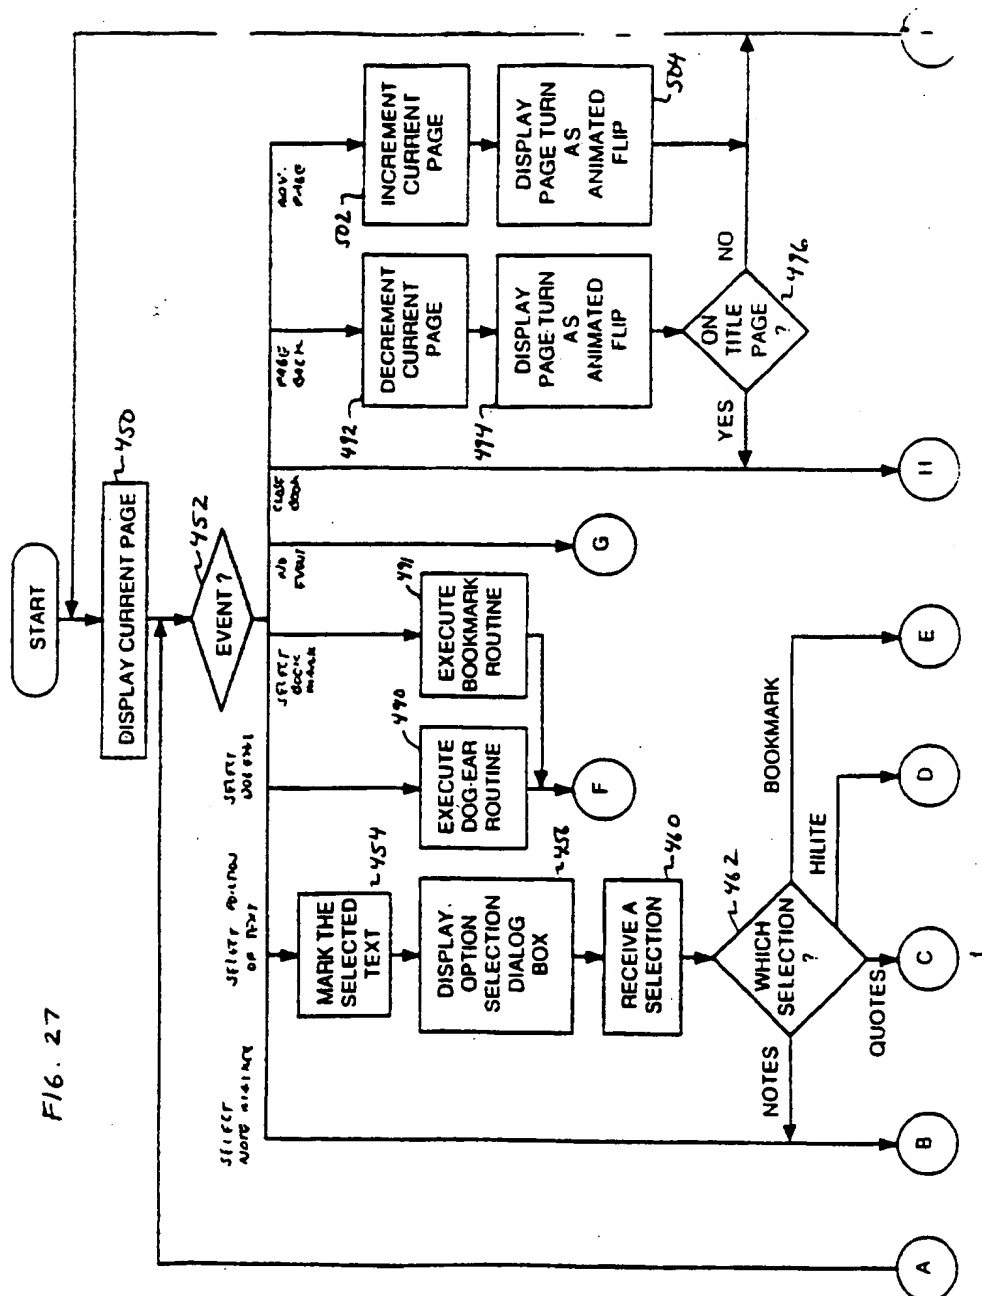 FIG. 27
START
DISPLAY CURRENT PAGE
450
EVENT ?
452
SELECT
NOTE
SELECT PORTION
OF TEXT
SELECT
DOG EAR
SELECT
BOOK
MARK
NO
EVENT
CLOSE
BOOK
PAGE
BACK
ADV.
PAGE
MARK THE
SELECTED
TEXT
454
DISPLAY
OPTION
SELECTION
DIALOG
BOX
RECEIVE A
SELECTION
460
WHICH
SELECTION
?
462
NOTES
QUOTES
HILITE
BOOKMARK
490
EXECUTE
DOG-EAR
ROUTINE
491
EXECUTE
BOOKMARK
ROUTINE
492
DECREMENT
CURRENT
PAGE
494
DISPLAY
PAGE TURN
AS
ANIMATED
FLIP
ON
TITLE
PAGE
?
496
YES
NO
502
INCREMENT
CURRENT
PAGE
DISPLAY
PAGE TURN
AS
ANIMATED
FLIP
504
A
B
C
D
E
F
G
H
I